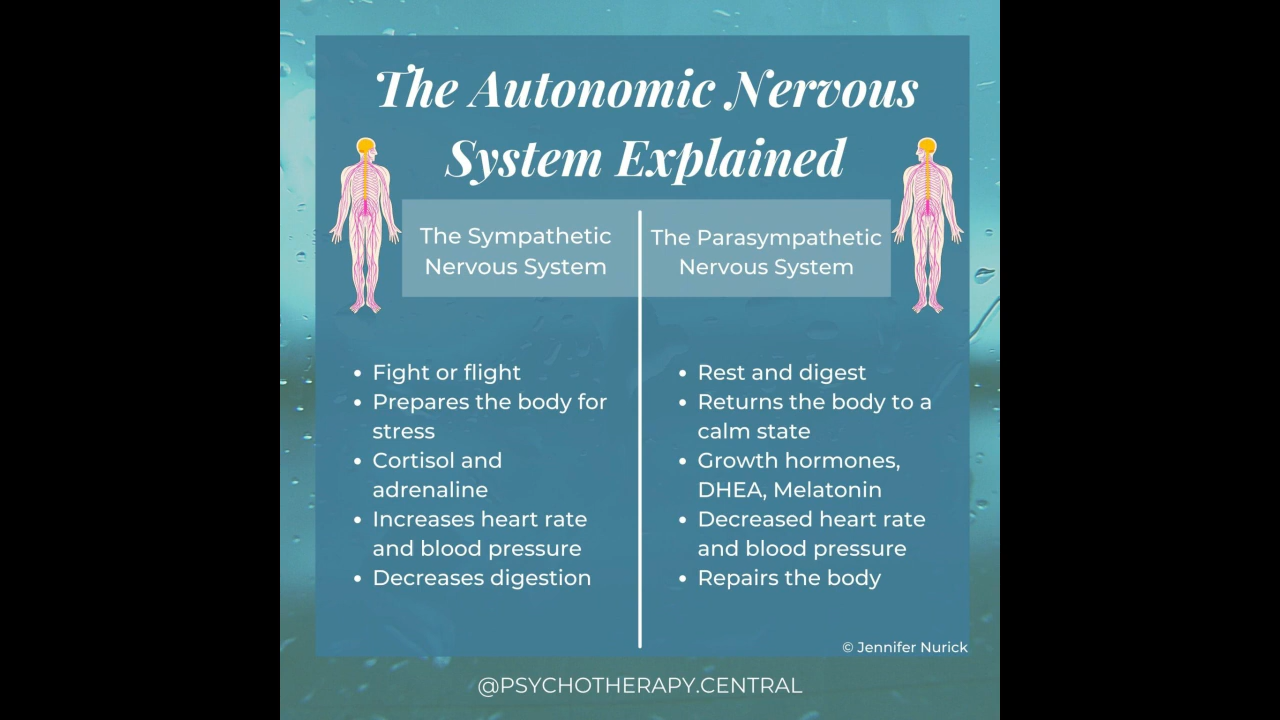 The Autonomic Nervous
System Explained
The Sympathetic
Nervous System
The Parasympathetic
Nervous System
• Fight or flight
• Prepares the body for
stress
• Cortisol and
adrenaline
• Increases heart rate
and blood pressure
• Decreases digestion
• Rest and digest
• Returns the body to a
calm state
• Growth hormones,
DHEA, Melatonin
• Decreased heart rate
and blood pressure
• Repairs the body
© Jennifer Nurick
@PSYCHOTHERAPY.CENTRAL